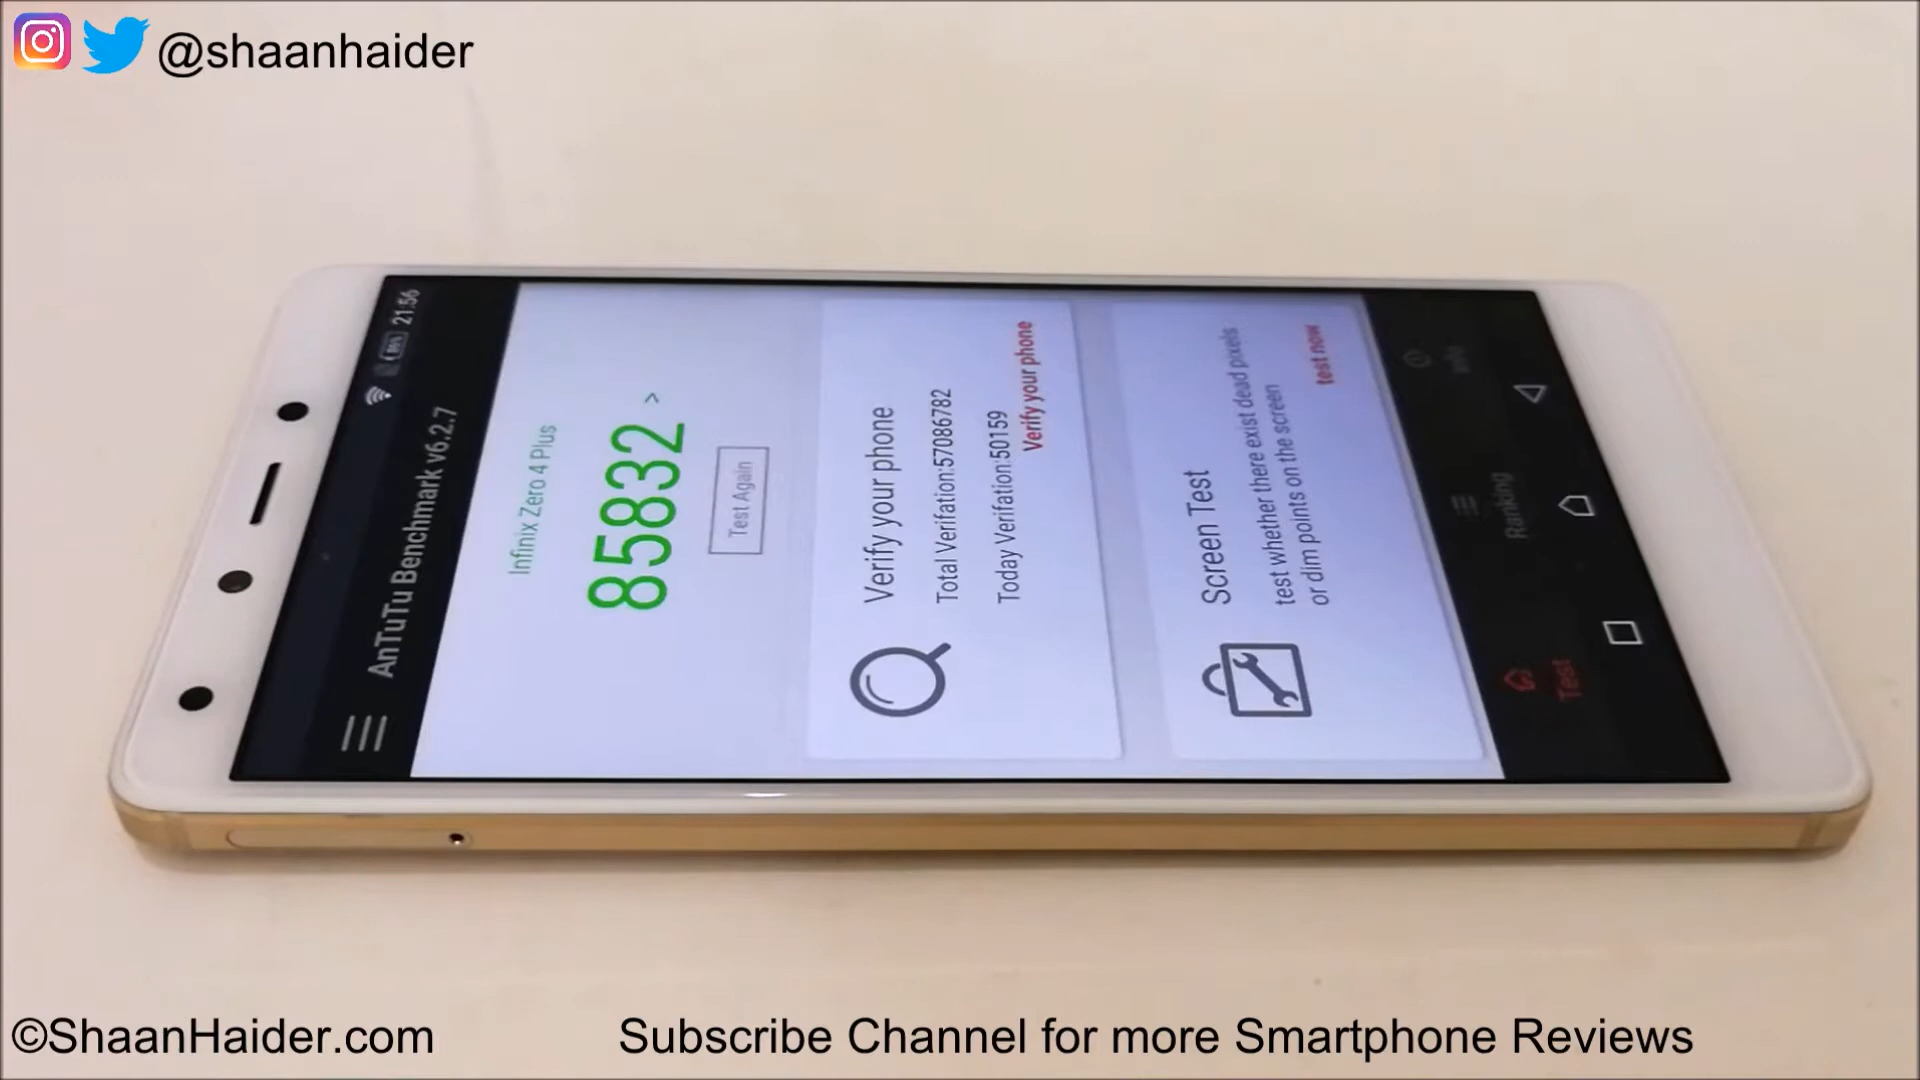 @shaanhaider
21:56
86%
AnTuTu Benchmark v6.2.7
Infinix Zero 4 Plus
85832 >
Test Again
Verify your phone
Total Verifation:57086782
Today Verifation:50159
Verify your phone
Screen Test
test whether there exist dead pixels
or dim points on the screen
test now
Test
Ranking
Info
©ShaanHaider.com
Subscribe Channel for more Smartphone Reviews